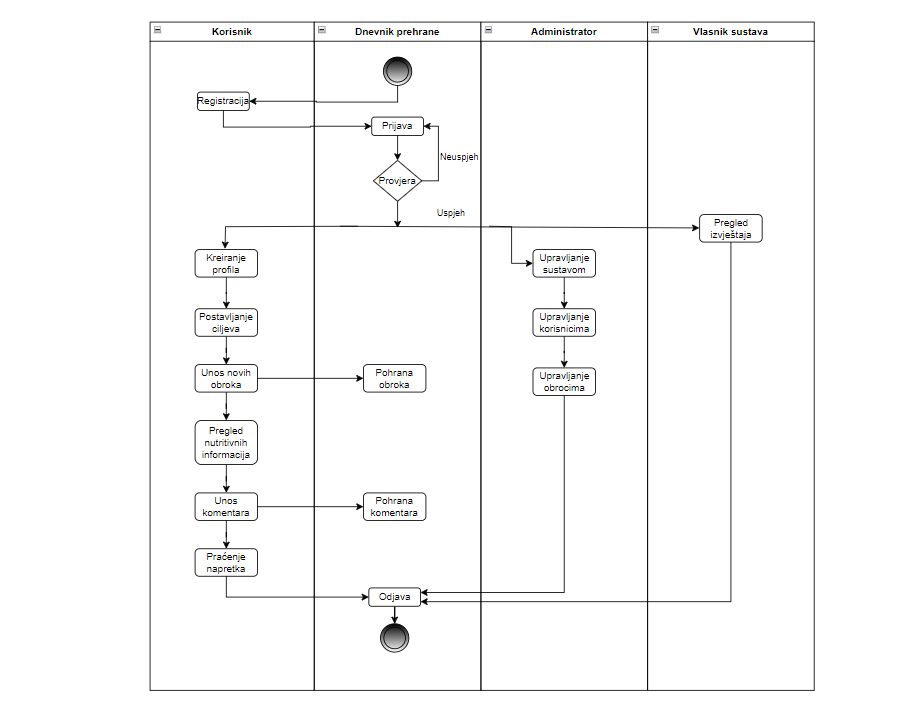 Korisnik
Dnevnik prehrane
Administrator
Vlasnik sustava
Registracija
Prijava
Neuspjeh
Provjera
Uspjeh
Pregled
izvještaja
Kreiranje
profila
Upravljanje
sustavom
Postavljanje
ciljeva
Upravljanje
korisnicima
Unos novih
obroka
Pohrana
obroka
Upravljanje
obrocima
Pregled
nutritivnih
informacija
Unos
komentara
Pohrana
komentara
Praćenje
napretka
Odjava